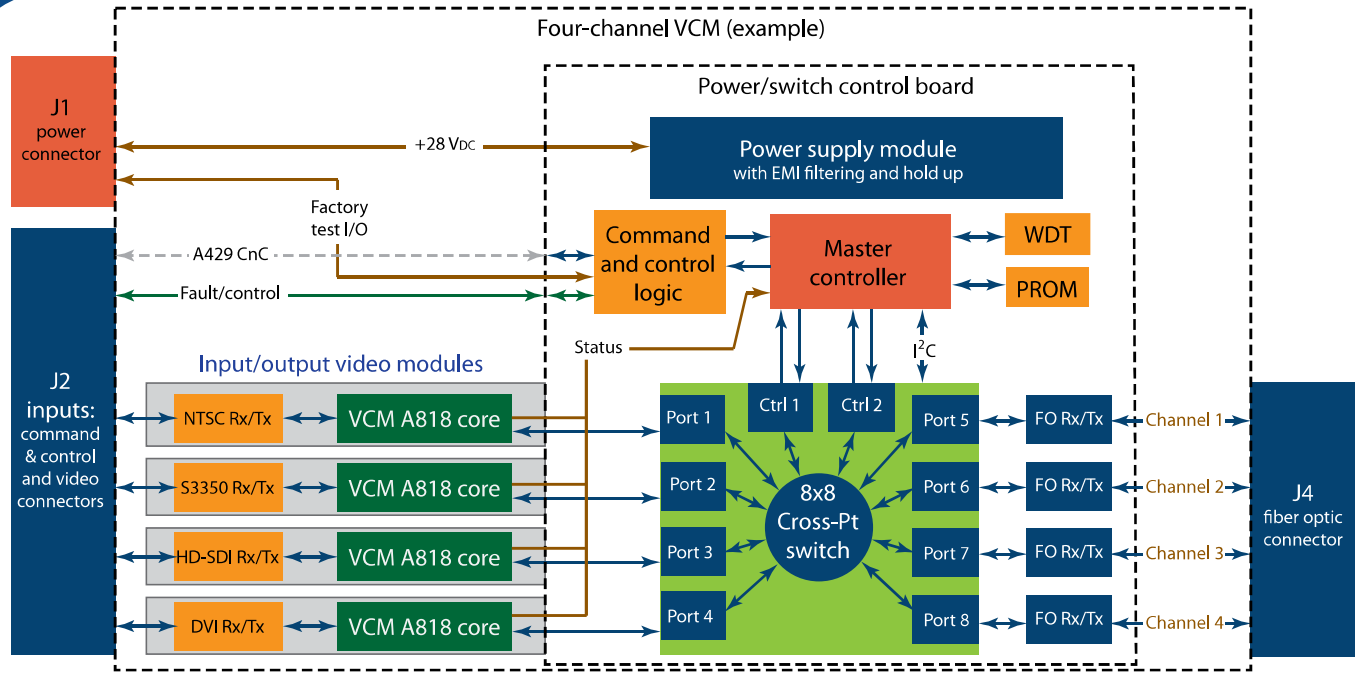 Four-channel VCM (example)
Power/switch control board
J1
power
connector
+28 VDC
Power supply module
with EMI filtering and hold up
Factory
test I/O
A429 CnC
Fault/control
Command
and control
logic
Master
controller
WDT
PROM
Status
I²C
J2
inputs:
command
& control
and video
connectors
Input/output video modules
NTSC Rx/Tx
VCM A818 core
S3350 Rx/Tx
VCM A818 core
HD-SDI Rx/Tx
VCM A818 core
DVI Rx/Tx
VCM A818 core
Port 1
Port 2
Port 3
Port 4
Ctrl 1
Ctrl 2
8x8
Cross-Pt
switch
Port 5
Port 6
Port 7
Port 8
FO Rx/Tx
Channel 1
FO Rx/Tx
Channel 2
FO Rx/Tx
Channel 3
FO Rx/Tx
Channel 4
J4
fiber optic
connector